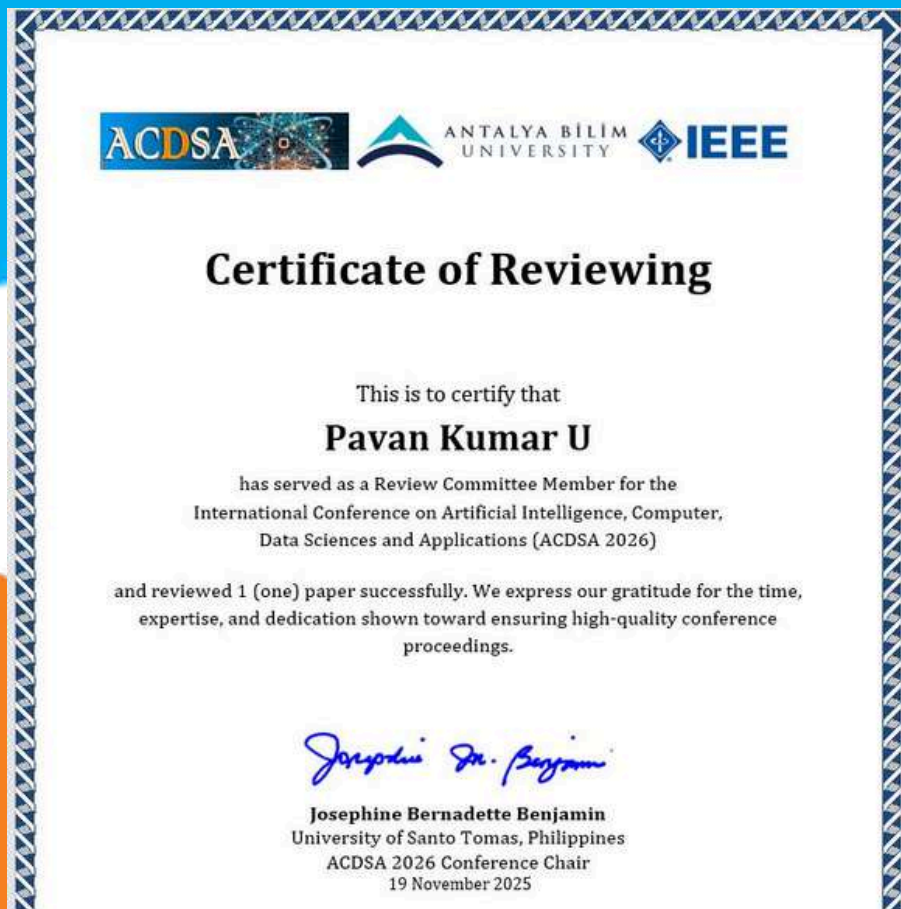 ACDSA
ANTALYA BİLİM
UNIVERSITY
IEEE
Certificate of Reviewing
This is to certify that
Pavan Kumar U
has served as a Review Committee Member for the
International Conference on Artificial Intelligence, Computer,
Data Sciences and Applications (ACDSA 2026)
and reviewed 1 (one) paper successfully. We express our gratitude for the time,
expertise, and dedication shown toward ensuring high-quality conference
proceedings.
Josephine Bernadette Benjamin
University of Santo Tomas, Philippines
ACDSA 2026 Conference Chair
19 November 2025